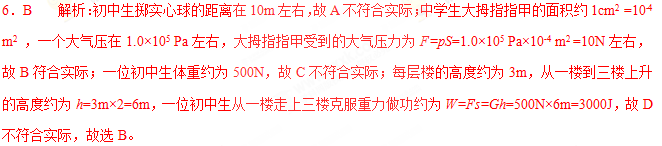 6．B 解析：初中生掷实心球的距离在 10m 左右，故 A 不符合实际；中学生大拇指指甲的面积约 1cm² =10⁻⁴
m² ，一个大气压在 1.0×10⁵ Pa 左右，大拇指指甲受到的大气压力为 F=pS=1.0×10⁵ Pa×10⁻⁴ m² =10N 左右，
故 B 符合实际；一位初中生体重约为 500N，故 C 不符合实际；每层楼的高度约为 3m，从一楼到三楼上升
的高度约为 h=3m×2=6m，一位初中生从一楼走上三楼克服重力做功约为 W=Fs=Gh=500N×6m=3000J，故 D
不符合实际，故选 B。